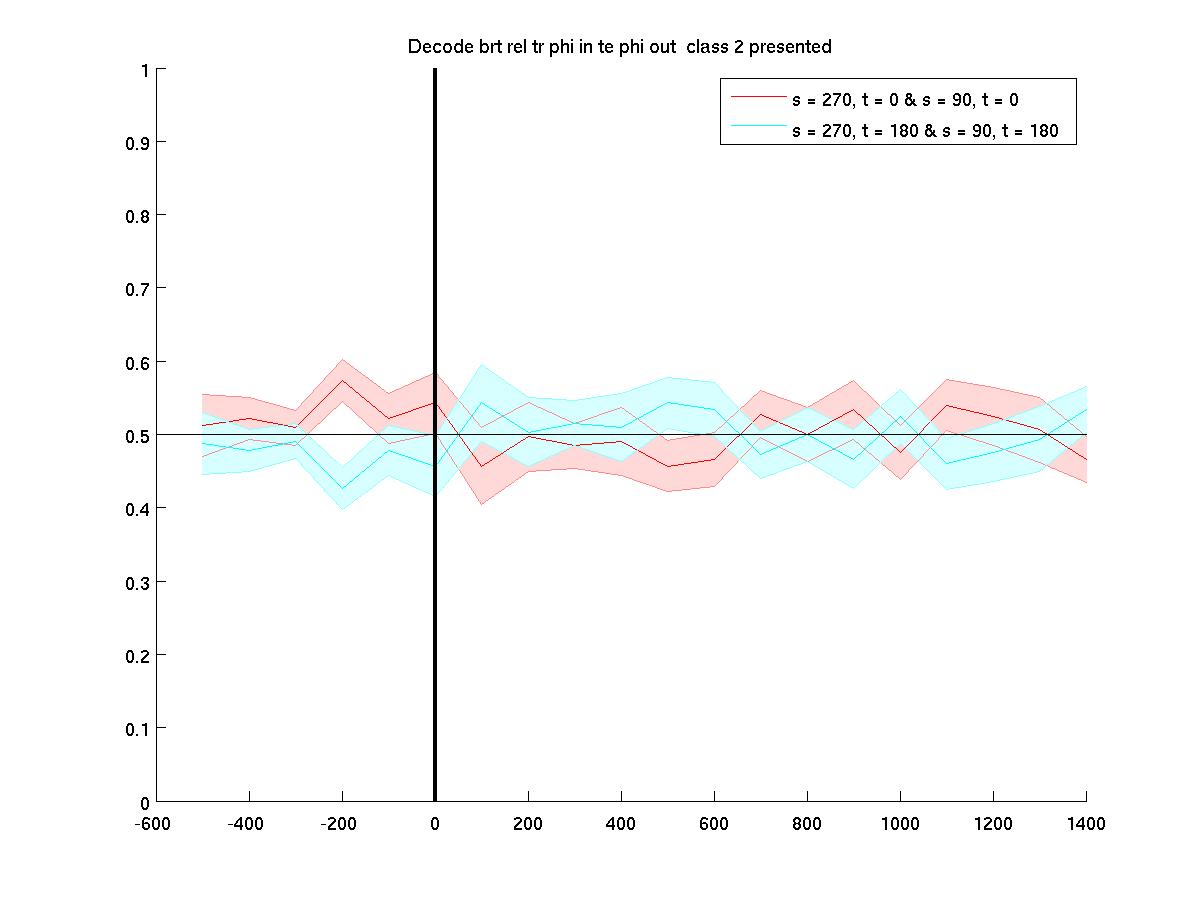 Decode brt rel tr phi in te phi out  class 2 presented
s = 270, t = 0 & s = 90, t = 0
s = 270, t = 180 & s = 90, t = 180
1
0.9
0.8
0.7
0.6
0.5
0.4
0.3
0.2
0.1
0
-600 -400 -200 0 200 400 600 800 1000 1200 1400